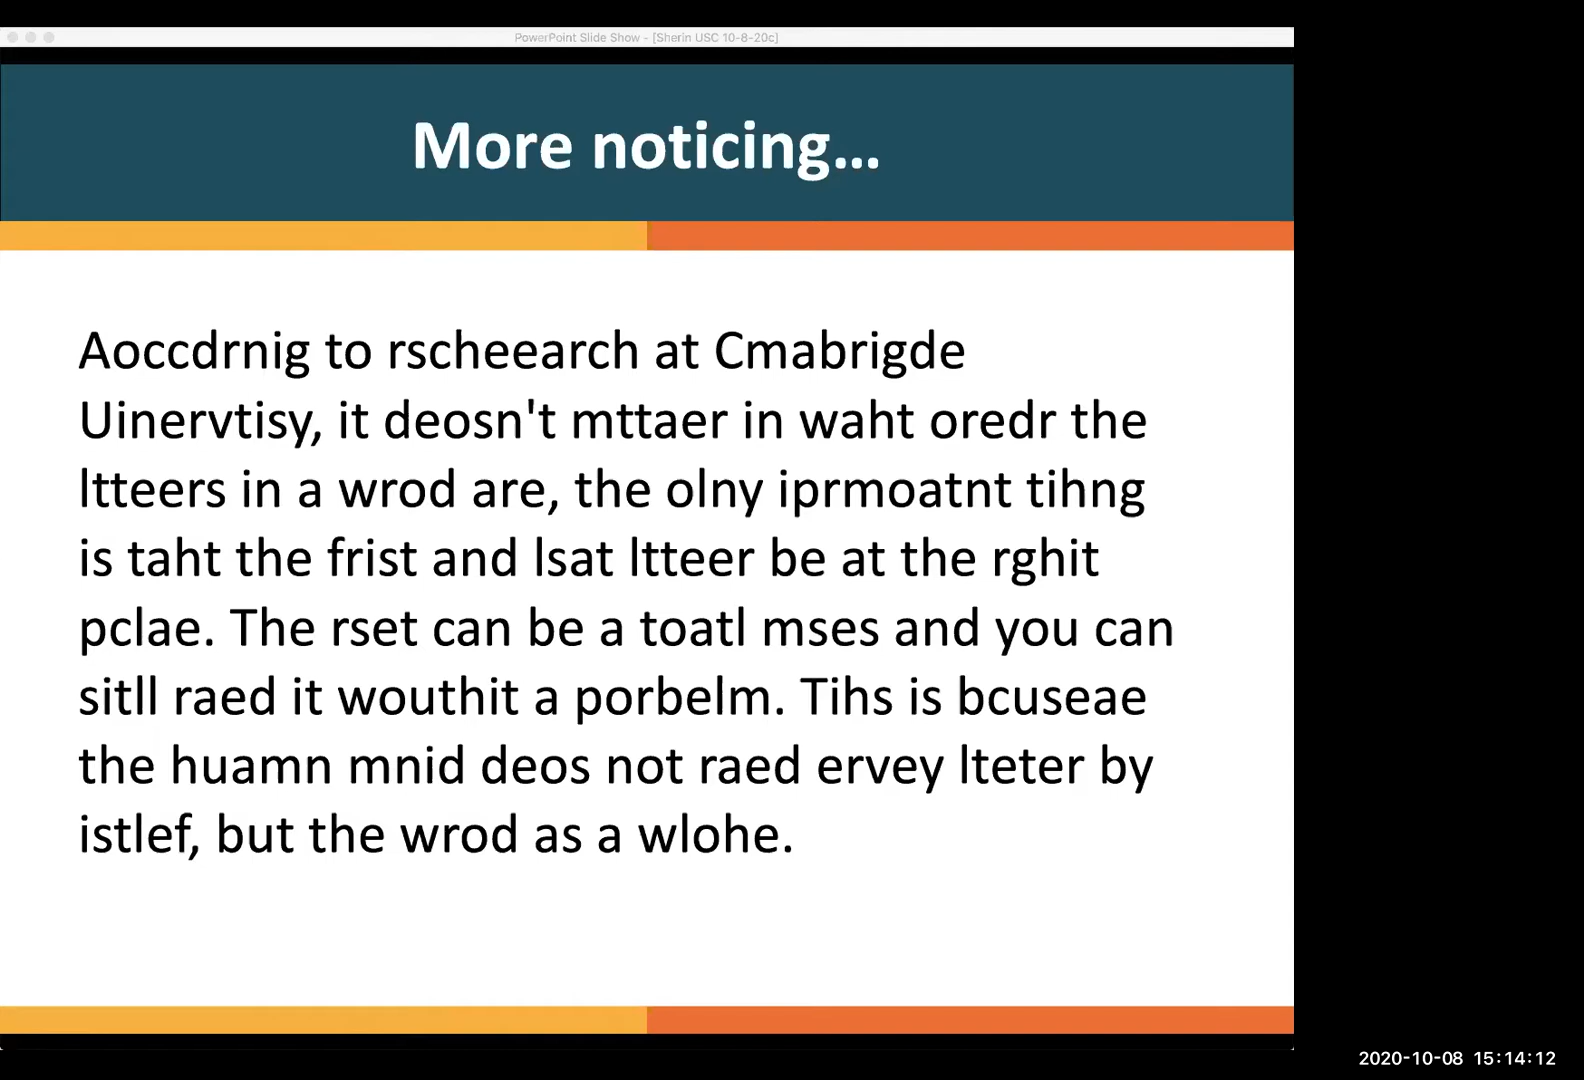 PowerPoint Slide Show - [Sherin USC 10-8-20c]
More noticing...
Aoccdrnig to rscheearch at Cmabrigde
Uinervtisy, it deosn't mttaer in waht oredr the
ltteers in a wrod are, the olny iprmoatnt tihng
is taht the frist and lsat ltteer be at the rghit
pclae. The rset can be a toatl mses and you can
sitll raed it wouthit a porbelm. Tihs is bcuseae
the huamn mnid deos not raed ervey lteter by
istlef, but the wrod as a wlohe.
2020-10-08 15:14:12